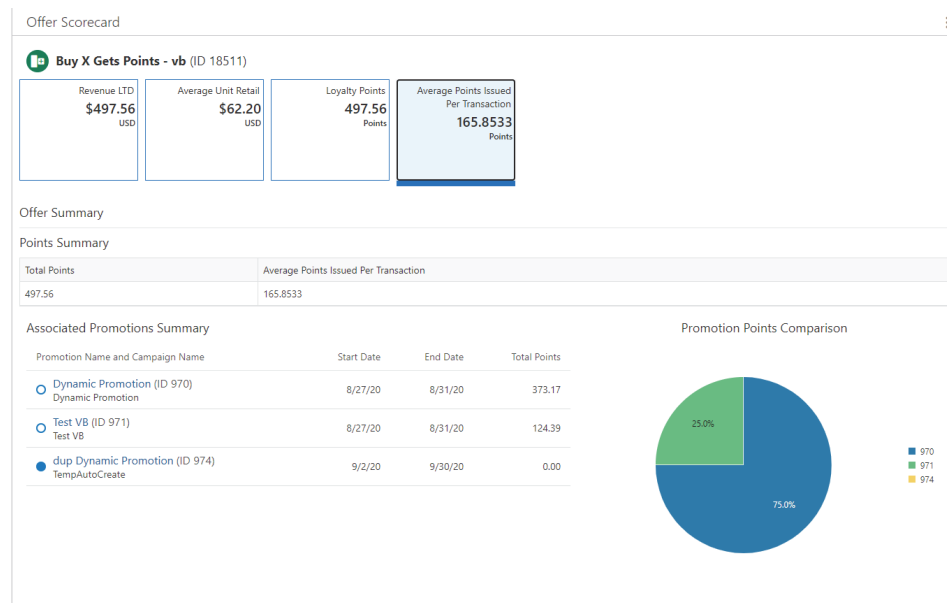 Offer Scorecard
Buy X Gets Points - vb (ID 18511)
Revenue LTD
$497.56
USD
Average Unit Retail
$62.20
USD
Loyalty Points
497.56
Points
Average Points Issued
Per Transaction
165.8533
Points
Offer Summary
Points Summary
Total Points Average Points Issued Per Transaction
497.56 165.8533
Associated Promotions Summary
Promotion Name and Campaign Name Start Date End Date Total Points
Dynamic Promotion (ID 970) 8/27/20 8/31/20 373.17
Dynamic Promotion
Test VB (ID 971) 8/27/20 8/31/20 124.39
Test VB
dup Dynamic Promotion (ID 974) 9/2/20 9/30/20 0.00
TempAutoCreate
Promotion Points Comparison
25.0%
75.0%
970
971
974